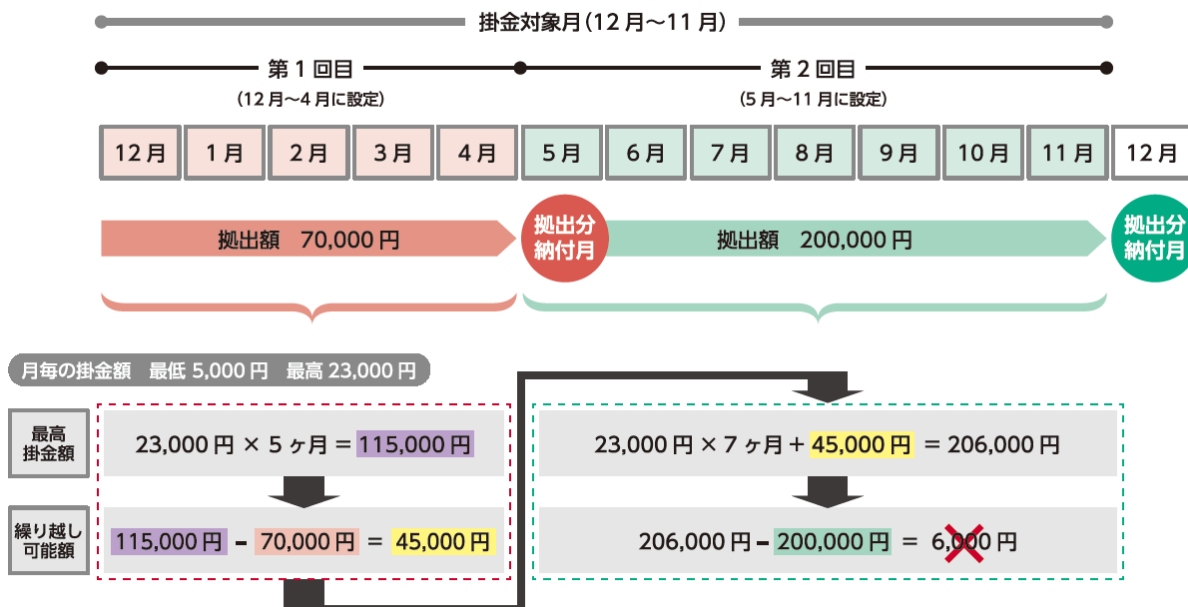 掛金対象月(12月〜11月)
第1回目
(12月〜4月に設定)
第2回目
(5月〜11月に設定)
12月 1月 2月 3月 4月 5月 6月 7月 8月 9月 10月 11月 12月
拠出額 70,000円
拠出分
納付月
拠出額 200,000円
拠出分
納付月
月毎の掛金額 最低 5,000円 最高 23,000円
最高
掛金額
23,000円 × 5ヶ月 = 115,000円
23,000円 × 7ヶ月 + 45,000円 = 206,000円
繰り越し
可能額
115,000円 − 70,000円 = 45,000円
206,000円 − 200,000円 = 6,000円